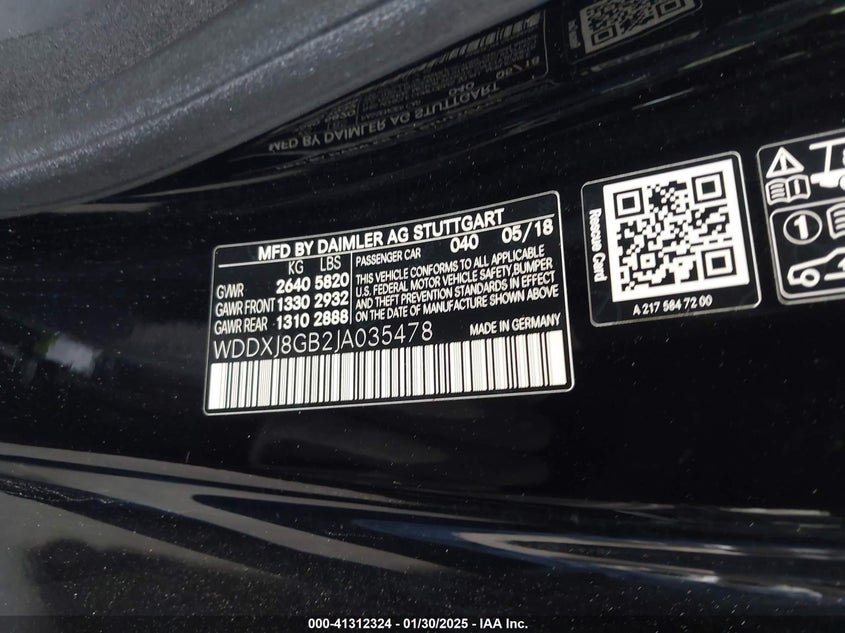 MFD BY DAIMLER AG STUTTGART
KG LBS
GVWR 2640 5820
GAWR FRONT 1330 2932
GAWR REAR 1310 2888
PASSENGER CAR 040 05/18
THIS VEHICLE CONFORMS TO ALL APPLICABLE
U.S. FEDERAL MOTOR VEHICLE SAFETY, BUMPER
AND THEFT PREVENTION STANDARDS IN EFFECT
ON THE DATE OF MANUFACTURE SHOWN ABOVE
WDDXJ8GB2JA035478
MADE IN GERMANY
Rescue Card
A 217 584 72 00
1
000-41312324 - 01/30/2025 - IAA Inc.